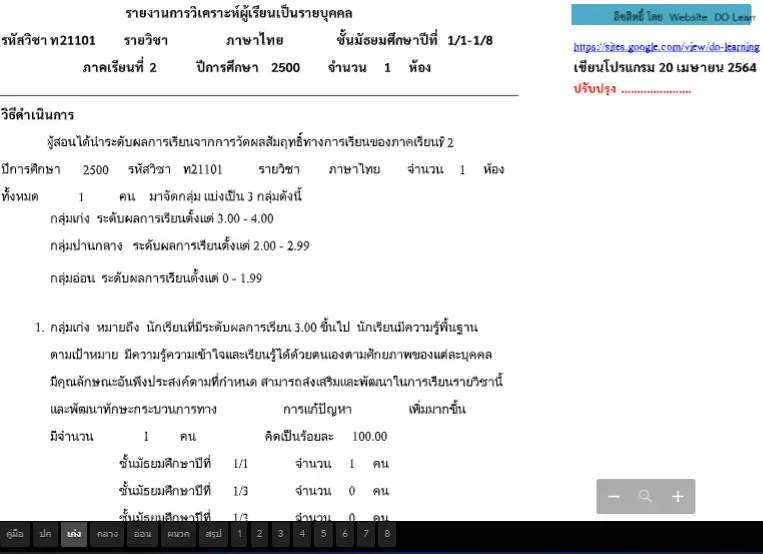 รายงานการวิเคราะห์ผู้เรียนเป็นรายบุคคล
รหัสวิชา ท21101 รายวิชา ภาษาไทย ชั้นมัธยมศึกษาปีที่ 1/1-1/8
ภาคเรียนที่ 2 ปีการศึกษา 2500 จำนวน 1 ห้อง
ลิขสิทธิ์ โดย Website DO Learn
https://sites.google.com/view/do-learning
เขียนโปรแกรม 20 เมษายน 2564
ปรับปรุง ......................
วิธีดำเนินการ
ผู้สอนได้นำระดับผลการเรียนจากการวัดผลสัมฤทธิ์ทางการเรียนของภาคเรียนที่ 2
ปีการศึกษา 2500 รหัสวิชา ท21101 รายวิชา ภาษาไทย จำนวน 1 ห้อง
ทั้งหมด 1 คน มาจัดกลุ่ม แบ่งเป็น 3 กลุ่มดังนี้
กลุ่มเก่ง ระดับผลการเรียนตั้งแต่ 3.00 - 4.00
กลุ่มปานกลาง ระดับผลการเรียนตั้งแต่ 2.00 - 2.99
กลุ่มอ่อน ระดับผลการเรียนตั้งแต่ 0 - 1.99
1. กลุ่มเก่ง หมายถึง นักเรียนที่มีระดับผลการเรียน 3.00 ขึ้นไป นักเรียนมีความรู้พื้นฐาน
ตามเป้าหมาย มีความรู้ความเข้าใจและเรียนรู้ได้ด้วยตนเองตามศักยภาพของแต่ละบุคคล
มีคุณลักษณะอันพึงประสงค์ตามที่กำหนด สามารถส่งเสริมและพัฒนาในการเรียนรายวิชานี้
และพัฒนาทักษะกระบวนการทาง การแก้ปัญหา เพิ่มมากขึ้น
มีจำนวน 1 คน คิดเป็นร้อยละ 100.00
ชั้นมัธยมศึกษาปีที่ 1/1 จำนวน 1 คน
ชั้นมัธยมศึกษาปีที่ 1/3 จำนวน 0 คน
ชั้นมัธยมศึกษาปีที่ 1/3 จำนวน 0 คน
คู่มือ ปก เก่ง กลาง อ่อน ผนวค สรุป 1 2 3 4 5 6 7 8